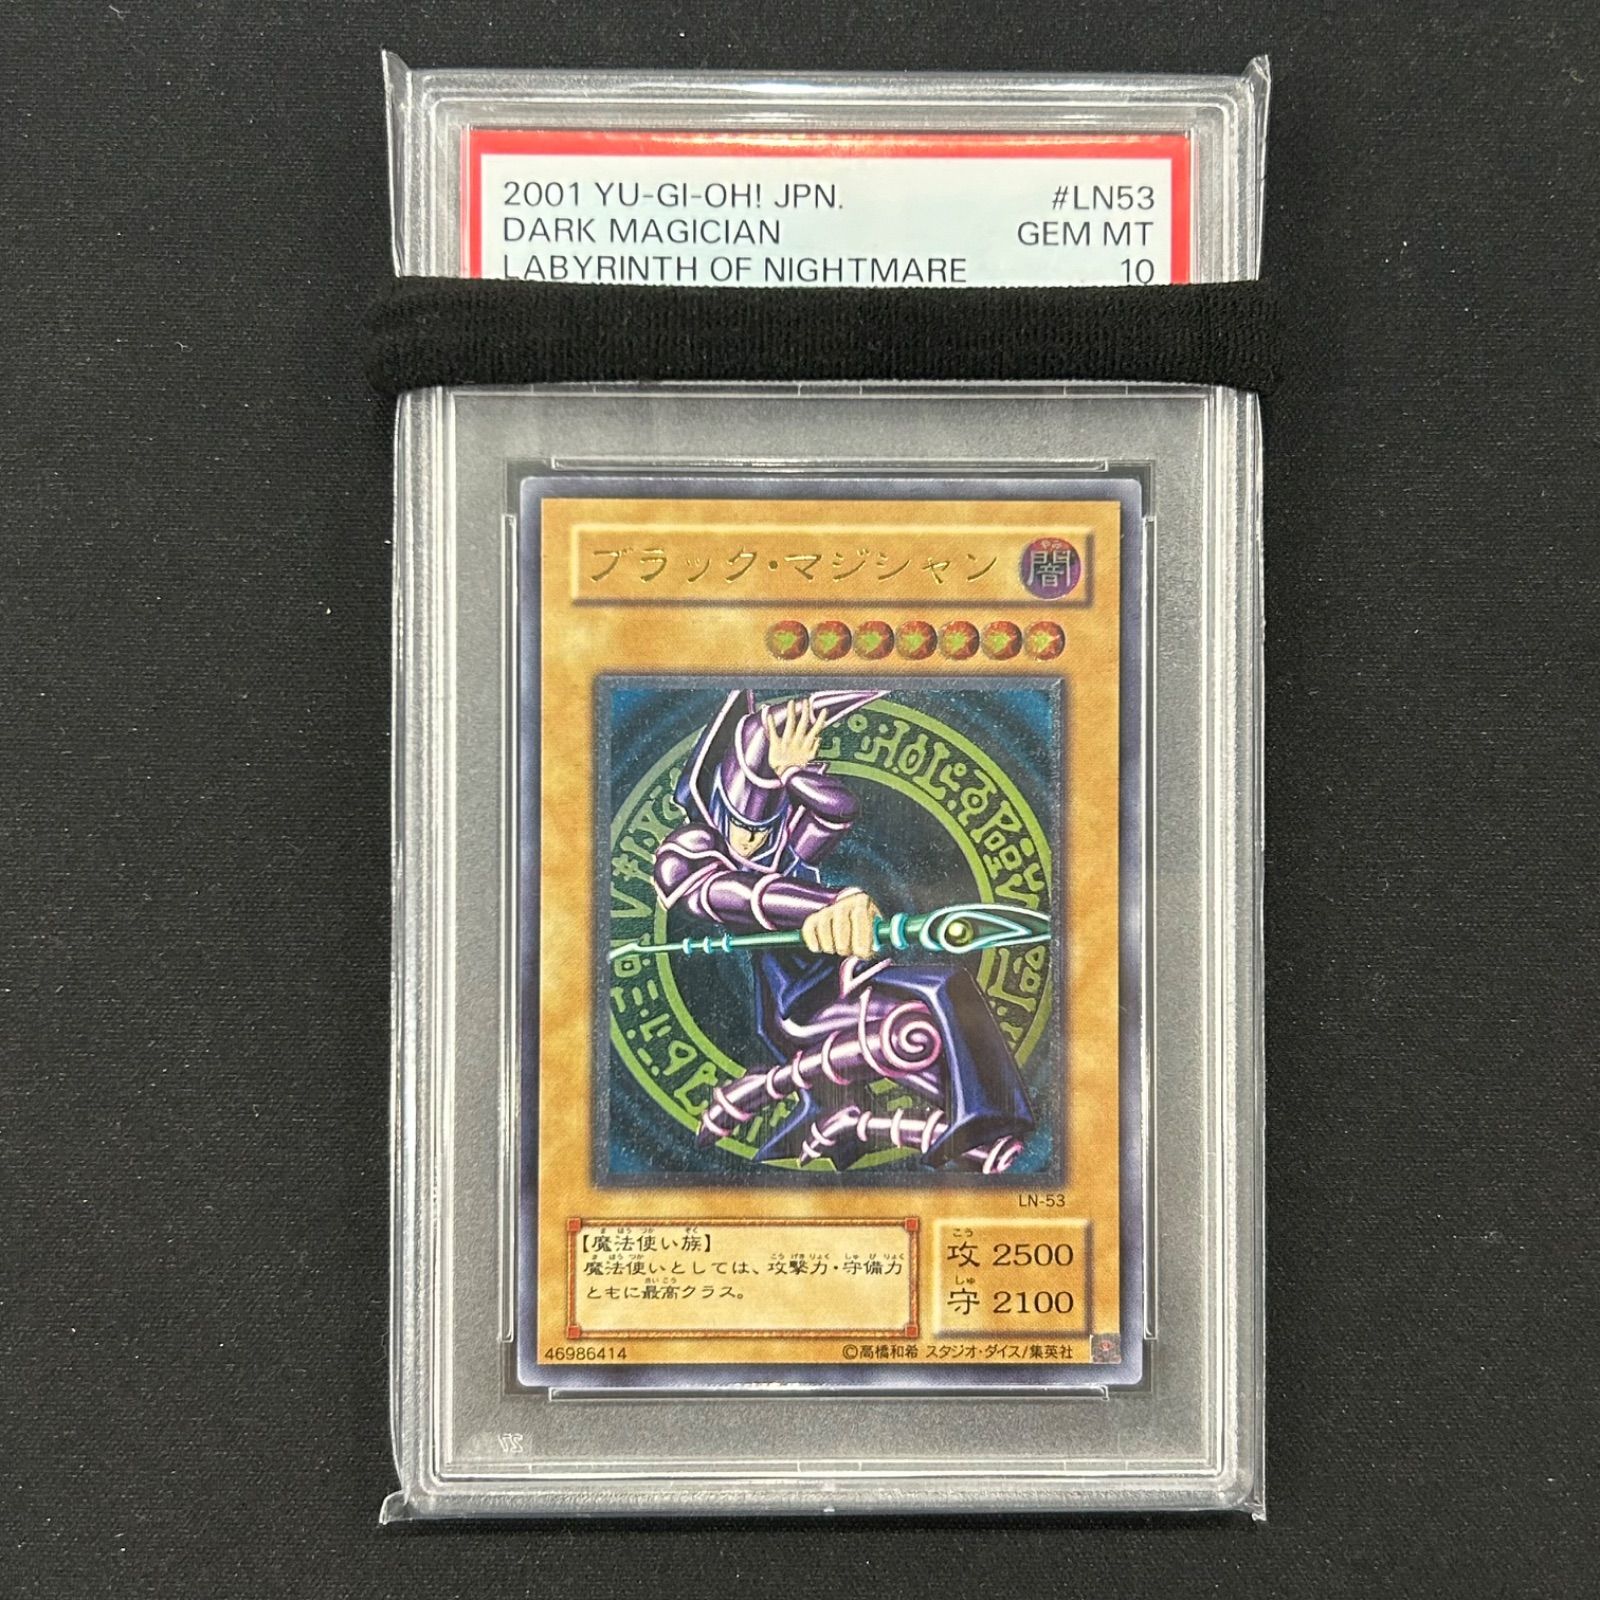 2001 YU-GI-OH! JPN. #LN53
DARK MAGICIAN GEM MT
LABYRINTH OF NIGHTMARE 10
ブラック・マジシャン 闇
LN-53
【魔法使い族】
魔法使いとしては、攻撃力・守備力
ともに最高クラス。
攻 2500
守 2100
46986414 ©高橋和希 スタジオ・ダイス/集英社